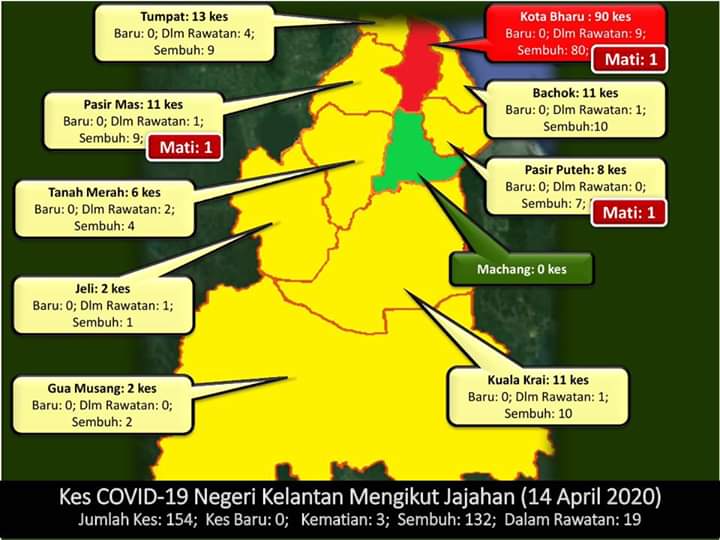 Tumpat: 13 kes
Baru: 0; Dlm Rawatan: 4;
Sembuh: 9
Kota Bharu : 90 kes
Baru: 0; Dlm Rawatan: 9;
Sembuh: 80;
Mati: 1
Pasir Mas: 11 kes
Baru: 0; Dlm Rawatan: 1;
Sembuh: 9;
Mati: 1
Bachok: 11 kes
Baru: 0; Dlm Rawatan: 1;
Sembuh:10
Tanah Merah: 6 kes
Baru: 0; Dlm Rawatan: 2;
Sembuh: 4
Pasir Puteh: 8 kes
Baru: 0; Dlm Rawatan: 0;
Sembuh: 7;
Mati: 1
Machang: 0 kes
Jeli: 2 kes
Baru: 0; Dlm Rawatan: 1;
Sembuh: 1
Gua Musang: 2 kes
Baru: 0; Dlm Rawatan: 0;
Sembuh: 2
Kuala Krai: 11 kes
Baru: 0; Dlm Rawatan: 1;
Sembuh: 10
Kes COVID-19 Negeri Kelantan Mengikut Jajahan (14 April 2020)
Jumlah Kes: 154; Kes Baru: 0; Kematian: 3; Sembuh: 132; Dalam Rawatan: 19